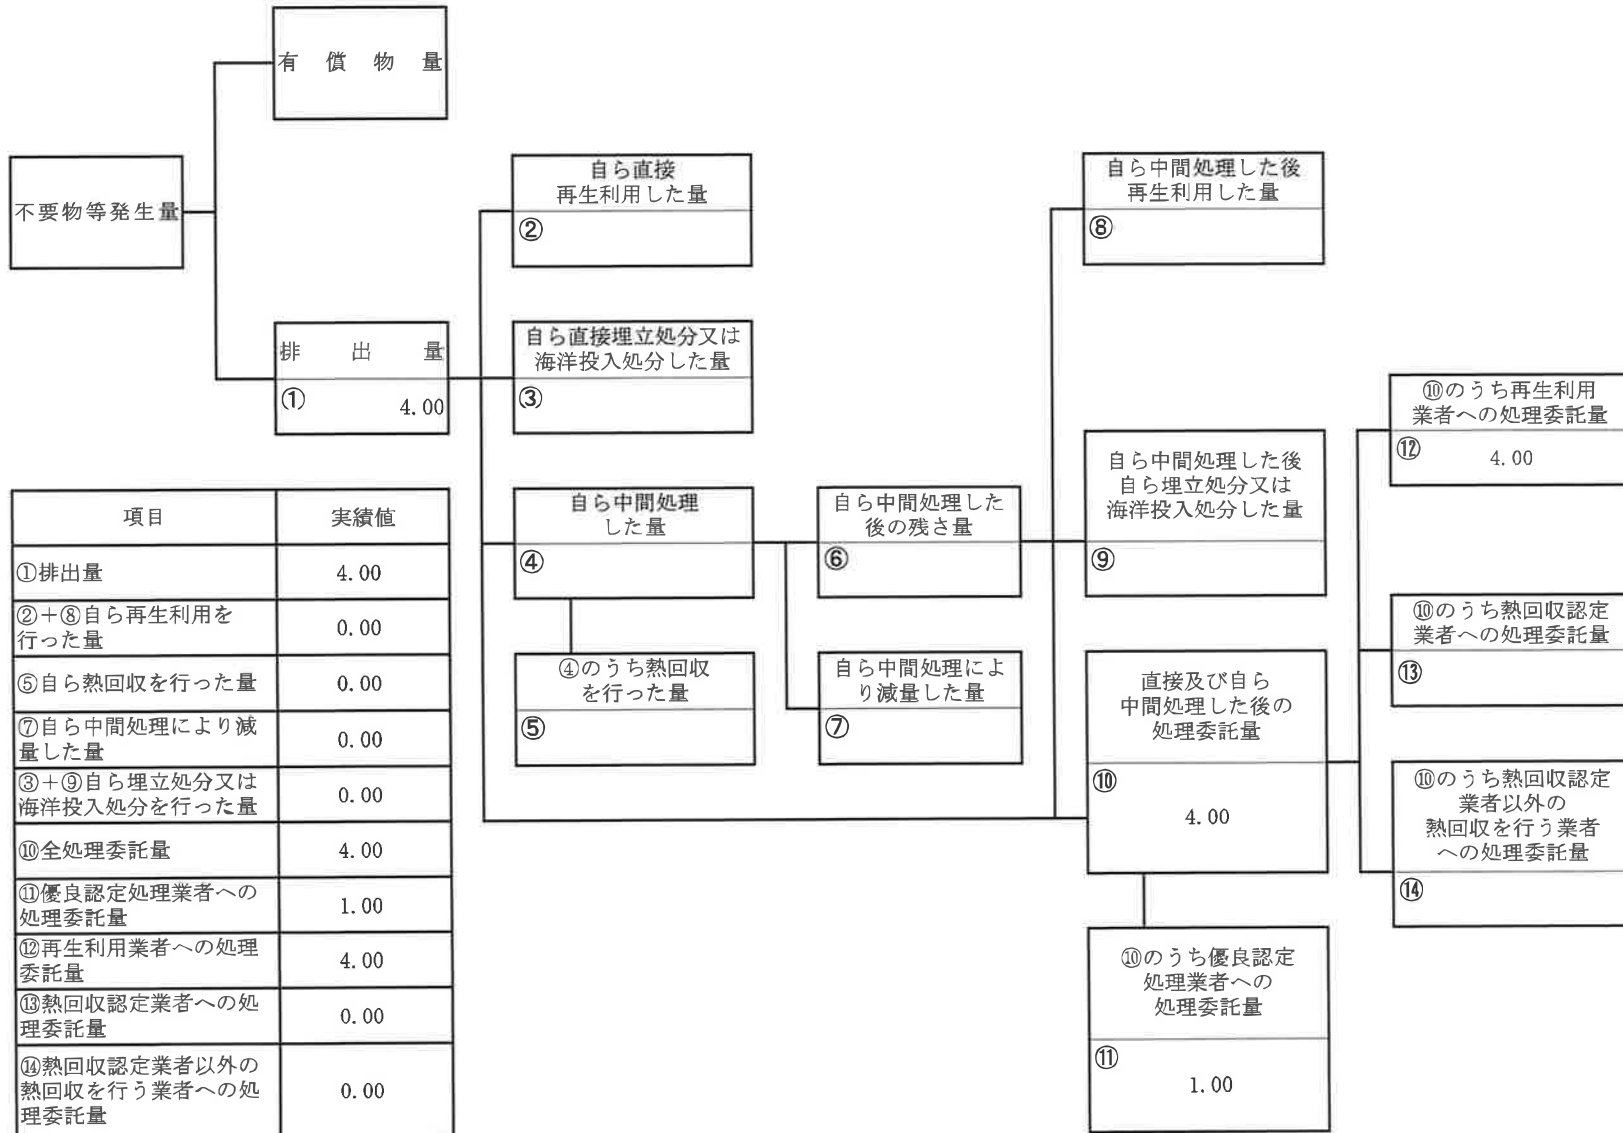 有償物量
不要物等発生量
排出量
①
4.00
自ら直接
再生利用した量
②
自ら直接埋立処分又は
海洋投入処分した量
③
自ら中間処理
した量
④
④のうち熱回収
を行った量
⑤
自ら中間処理した
後の残さ量
⑥
自ら中間処理によ
り減量した量
⑦
自ら中間処理した後
再生利用した量
⑧
自ら中間処理した後
自ら埋立処分又は
海洋投入処分した量
⑨
直接及び自ら
中間処理した後の
処理委託量
⑩
4.00
⑩のうち優良認定
処理業者への
処理委託量
⑪
1.00
⑩のうち再生利用
業者への処理委託量
⑫
4.00
⑩のうち熱回収認定
業者への処理委託量
⑬
⑩のうち熱回収認定
業者以外の
熱回収を行う業者
への処理委託量
⑭
項目 実績値
①排出量 4.00
②+⑧自ら再生利用を
行った量
0.00
⑤自ら熱回収を行った量 0.00
⑦自ら中間処理により減
量した量
0.00
③+⑨自ら埋立処分又は
海洋投入処分を行った量
0.00
⑩全処理委託量 4.00
⑪優良認定処理業者への
処理委託量
1.00
⑫再生利用業者への処理
委託量
4.00
⑬熱回収認定業者への処
理委託量
0.00
⑭熱回収認定業者以外の
熱回収を行う業者への処
理委託量
0.00